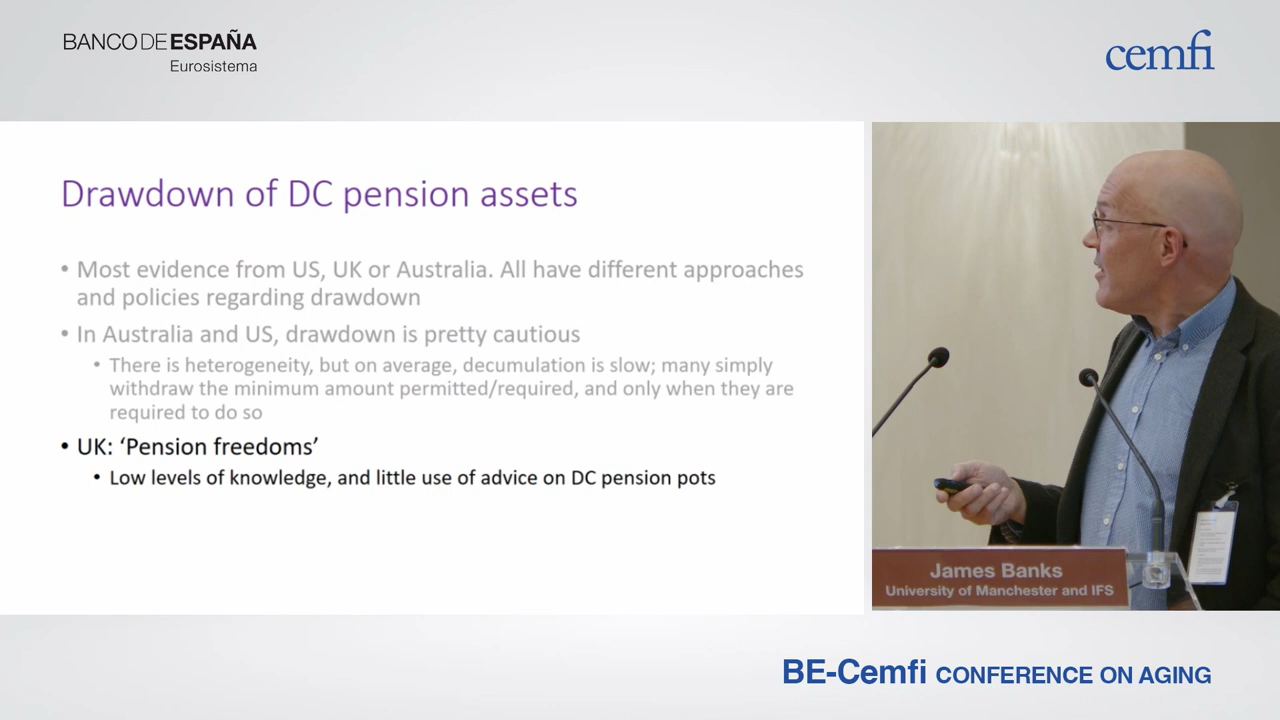 BANCO DE ESPAÑA
Eurosistema
cemfi
Drawdown of DC pension assets
• Most evidence from US, UK or Australia. All have different approaches
and policies regarding drawdown
• In Australia and US, drawdown is pretty cautious
• There is heterogeneity, but on average, decumulation is slow; many simply
withdraw the minimum amount permitted/required, and only when they are
required to do so
• UK: ‘Pension freedoms’
• Low levels of knowledge, and little use of advice on DC pension pots
James Banks
University of Manchester and IFS
BE-Cemfi CONFERENCE ON AGING